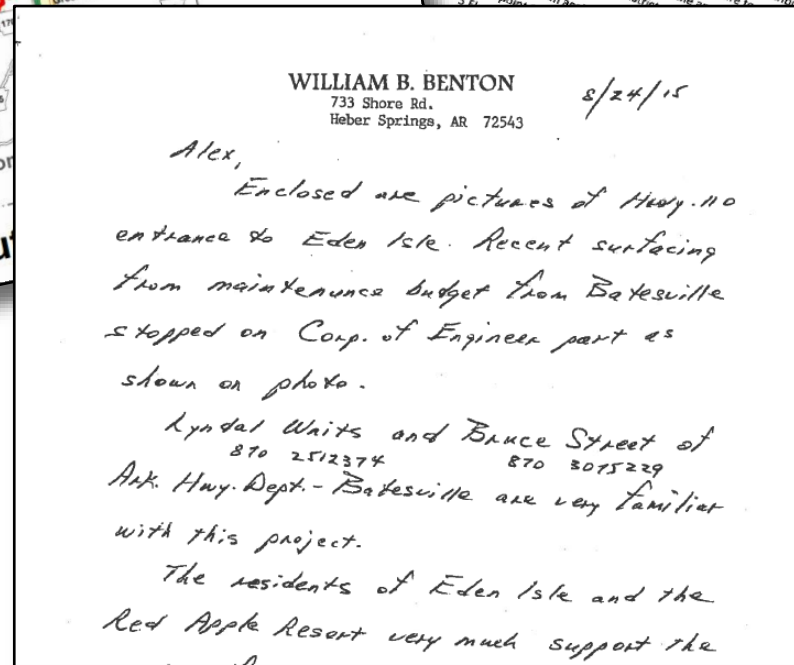 WILLIAM B. BENTON
733 Shore Rd.
Heber Springs, AR 72543
8/24/15
Alex,
Enclosed are pictures of Hwy. 110
entrance to Eden Isle. Recent surfacing
from maintenance budget from Batesville
stopped on Corp. of Engineer part as
shown on photo.
Lyndal Waits and Bruce Street of
870 2512374 870 3075229
Ark. Hwy. Dept. - Batesville are very familiar
with this project.
The residents of Eden Isle and the
Red Apple Resort very much support the